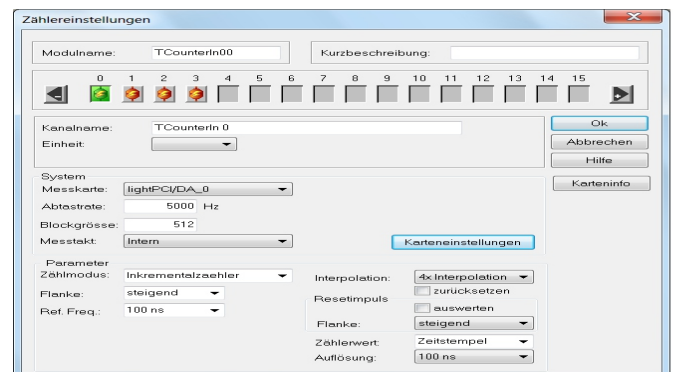 Zählereinstellungen
Modulname: TCounterIn00 Kurzbeschreibung:
0 1 2 3 4 5 6 7 8 9 10 11 12 13 14 15
Kanalname: TCounterIn 0
Einheit:
Ok
Abbrechen
Hilfe
Karteninfo
System
Messkarte: lightPCI/DA_0
Abtastrate: 5000 Hz
Blockgrösse: 512
Messtakt: Intern
Karteneinstellungen
Parameter
Zählmodus: Inkrementalzaehler
Flanke: steigend
Ref. Freq.: 100 ns
Interpolation: 4x Interpolation
zurücksetzen
Resetimpuls
auswerten
Flanke: steigend
Zählerwert: Zeitstempel
Auflösung: 100 ns